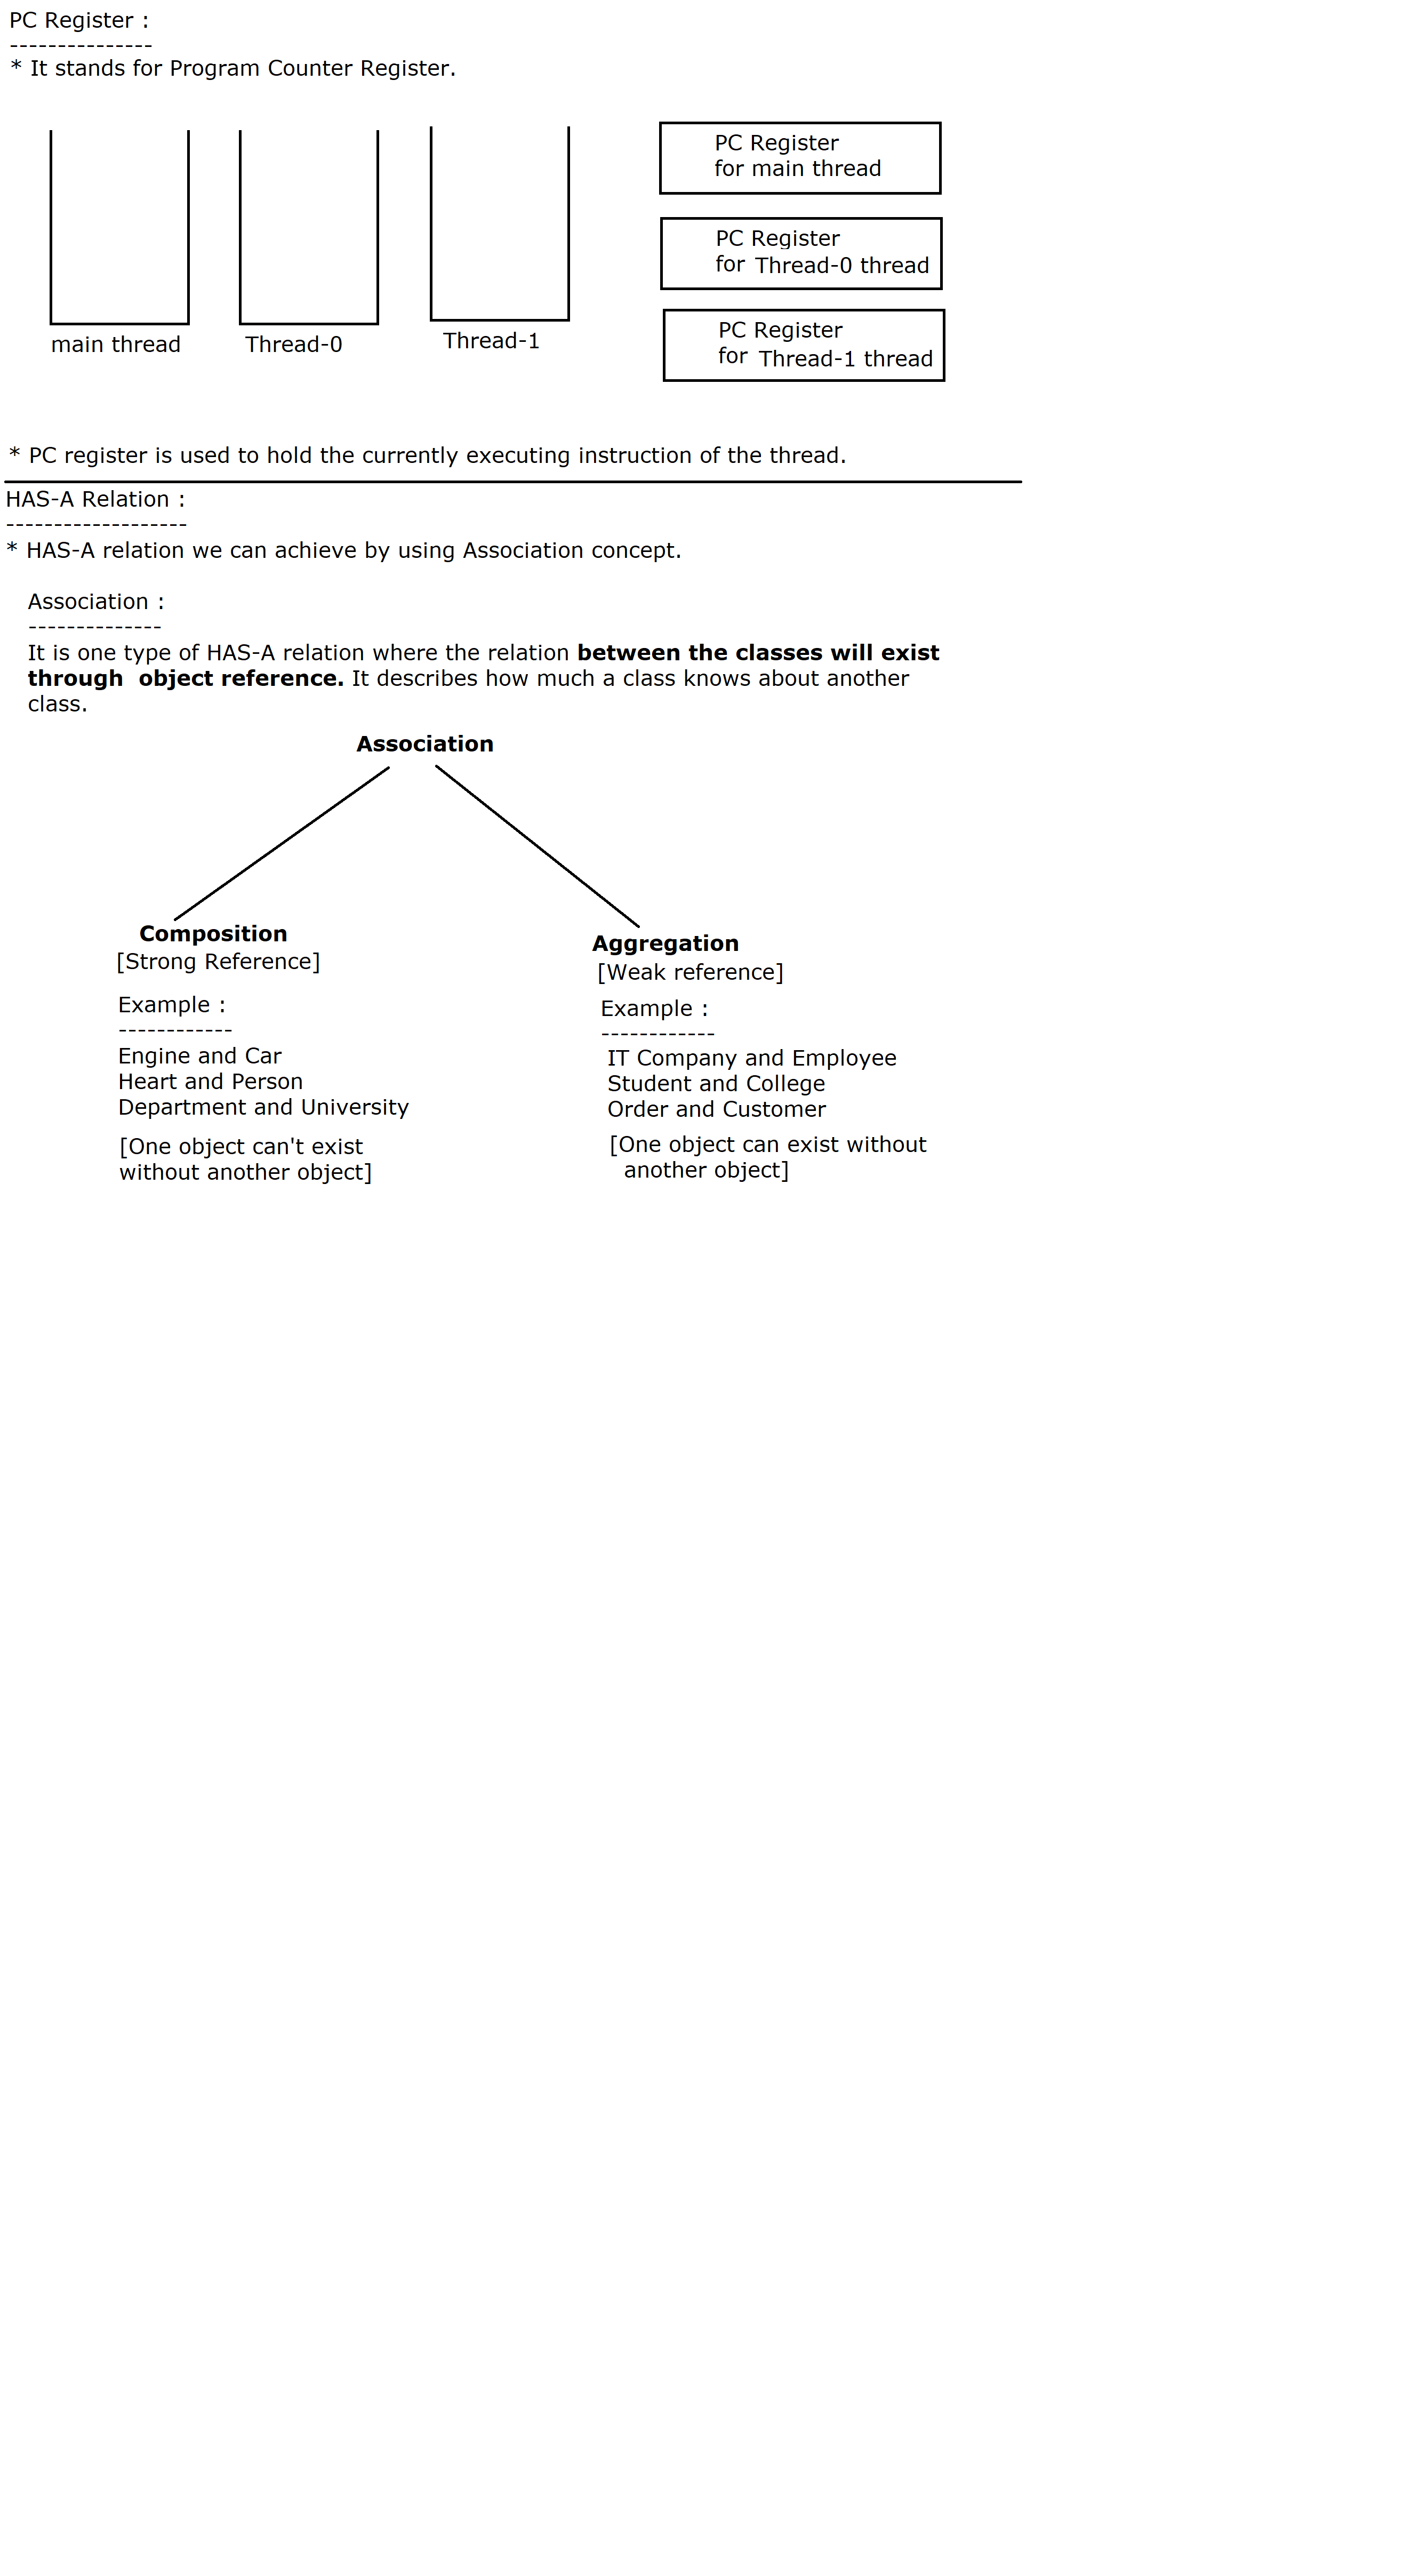 PC Register :
---------------
* It stands for Program Counter Register.
main thread
Thread-0
Thread-1
PC Register
for main thread
PC Register
for Thread-0 thread
PC Register
for Thread-1 thread
* PC register is used to hold the currently executing instruction of the thread.
HAS-A Relation :
-------------------
* HAS-A relation we can achieve by using Association concept.
Association :
--------------
It is one type of HAS-A relation where the relation between the classes will exist
through  object reference. It describes how much a class knows about another
class.
Association
Composition
[Strong Reference]
Example :
------------
Engine and Car
Heart and Person
Department and University
[One object can't exist
without another object]
Aggregation
[Weak reference]
Example :
------------
IT Company and Employee
Student and College
Order and Customer
[One object can exist without
another object]